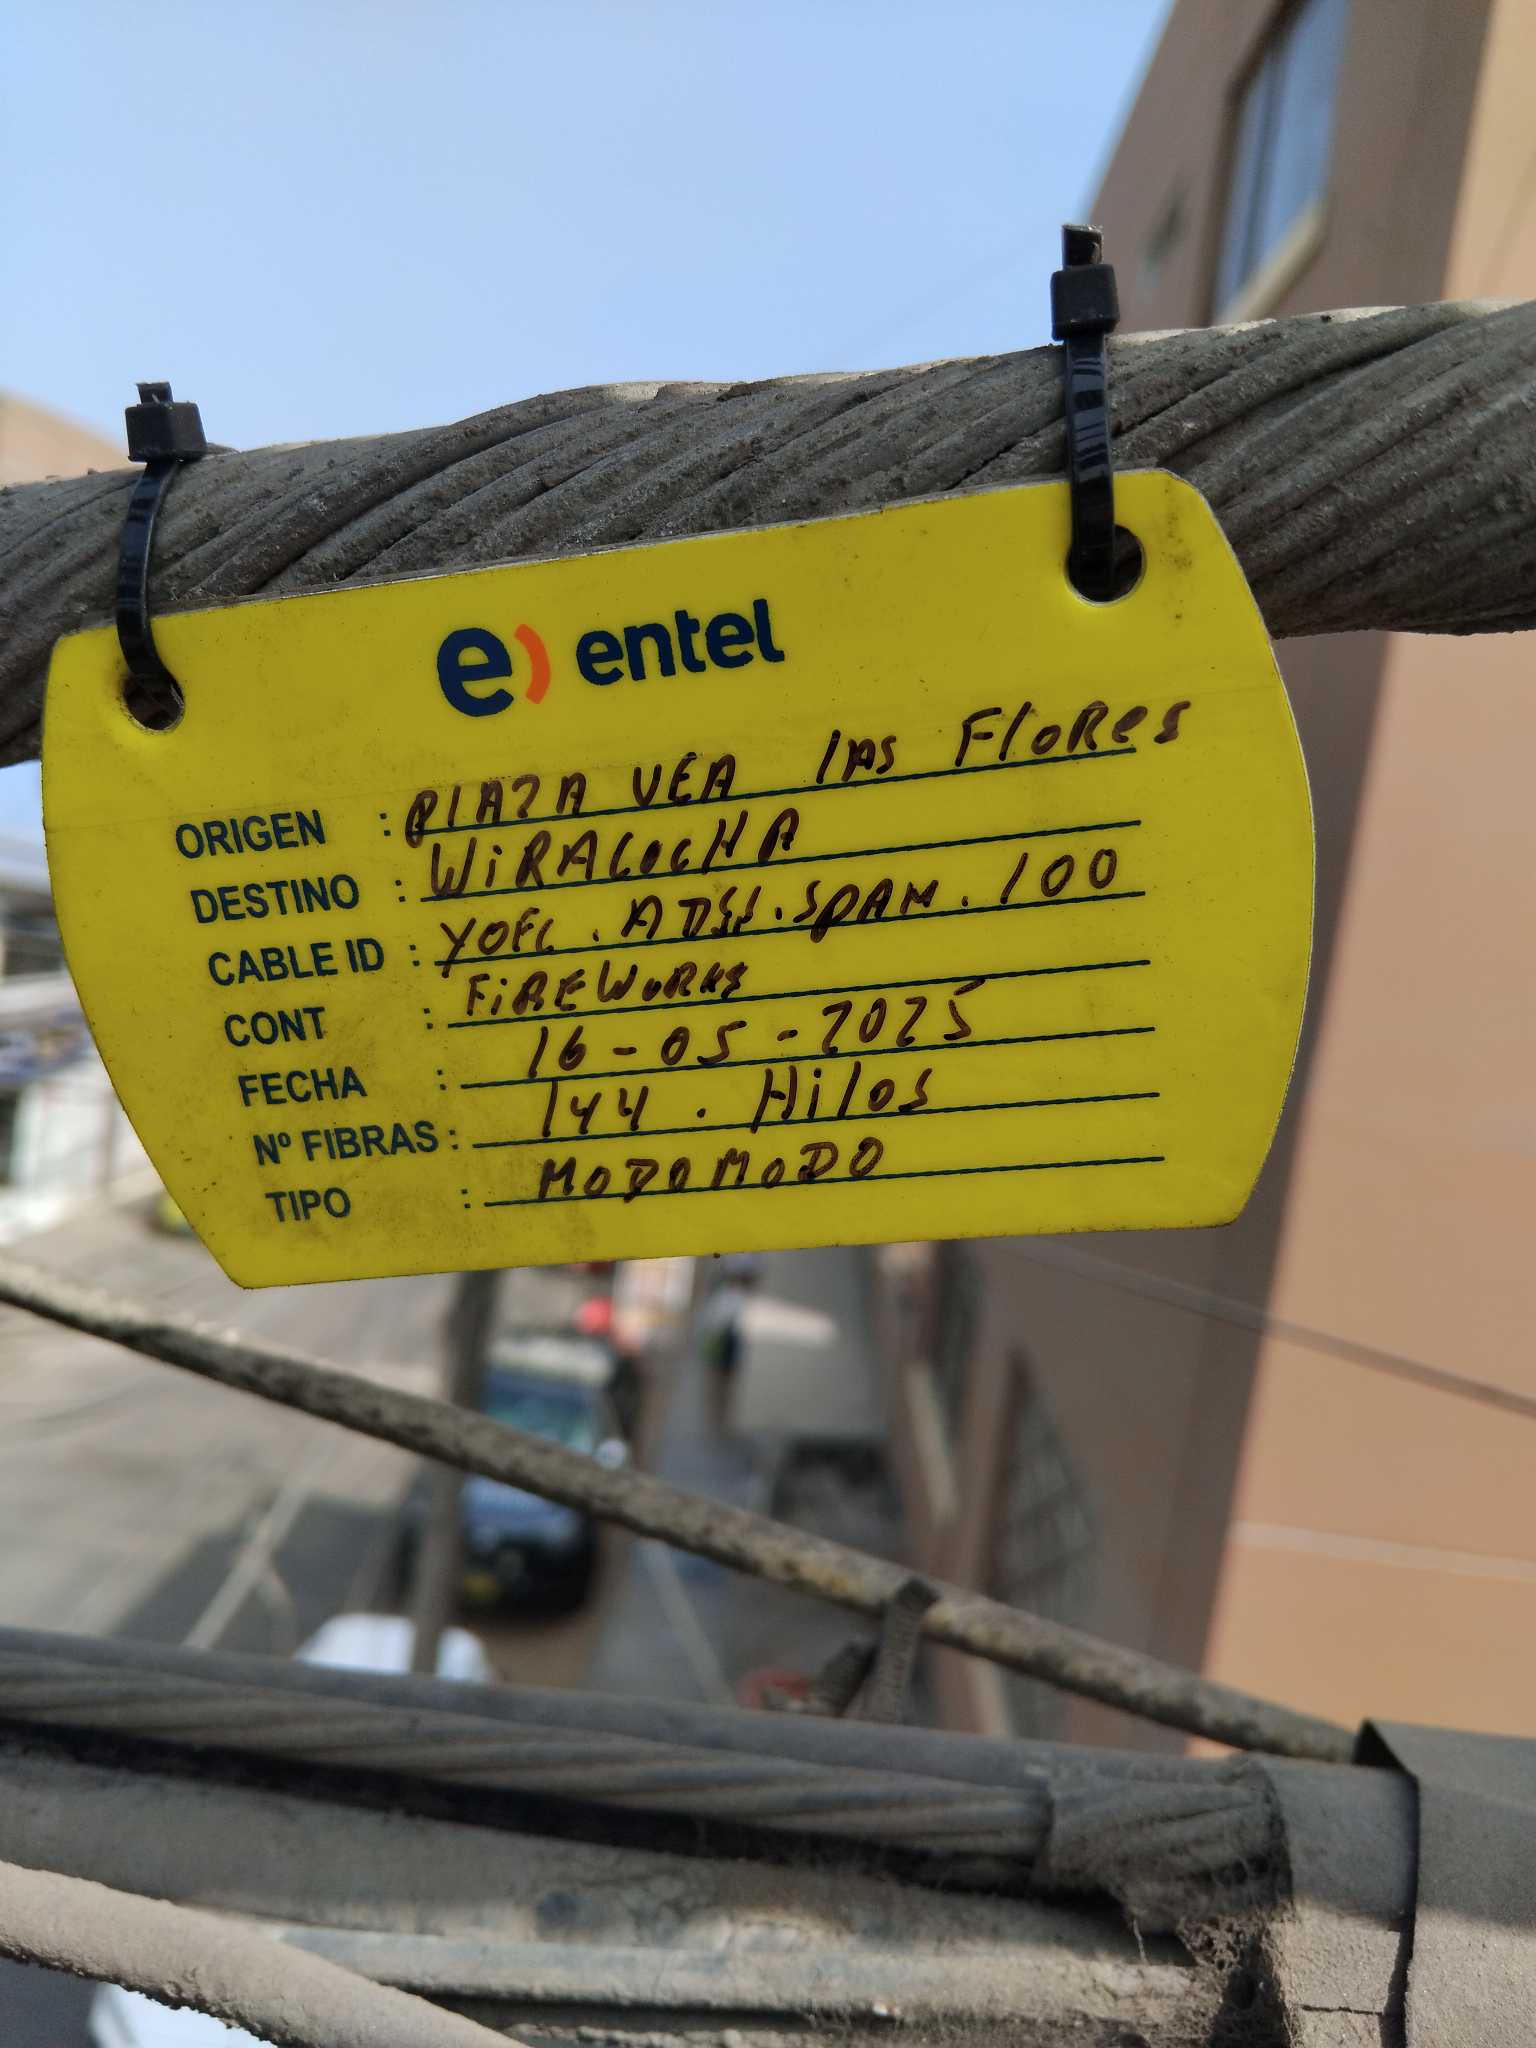 e) entel
ORIGEN : PlAZA VEA lAS FloRes
DESTINO : WiRACocHA
CABLE ID : YOFC . ADSS . SPAN . 100
CONT : FiREWoRKS
FECHA : 16-05-2025
Nº FIBRAS : 144 . Hilos
TIPO : MoDoMoDO